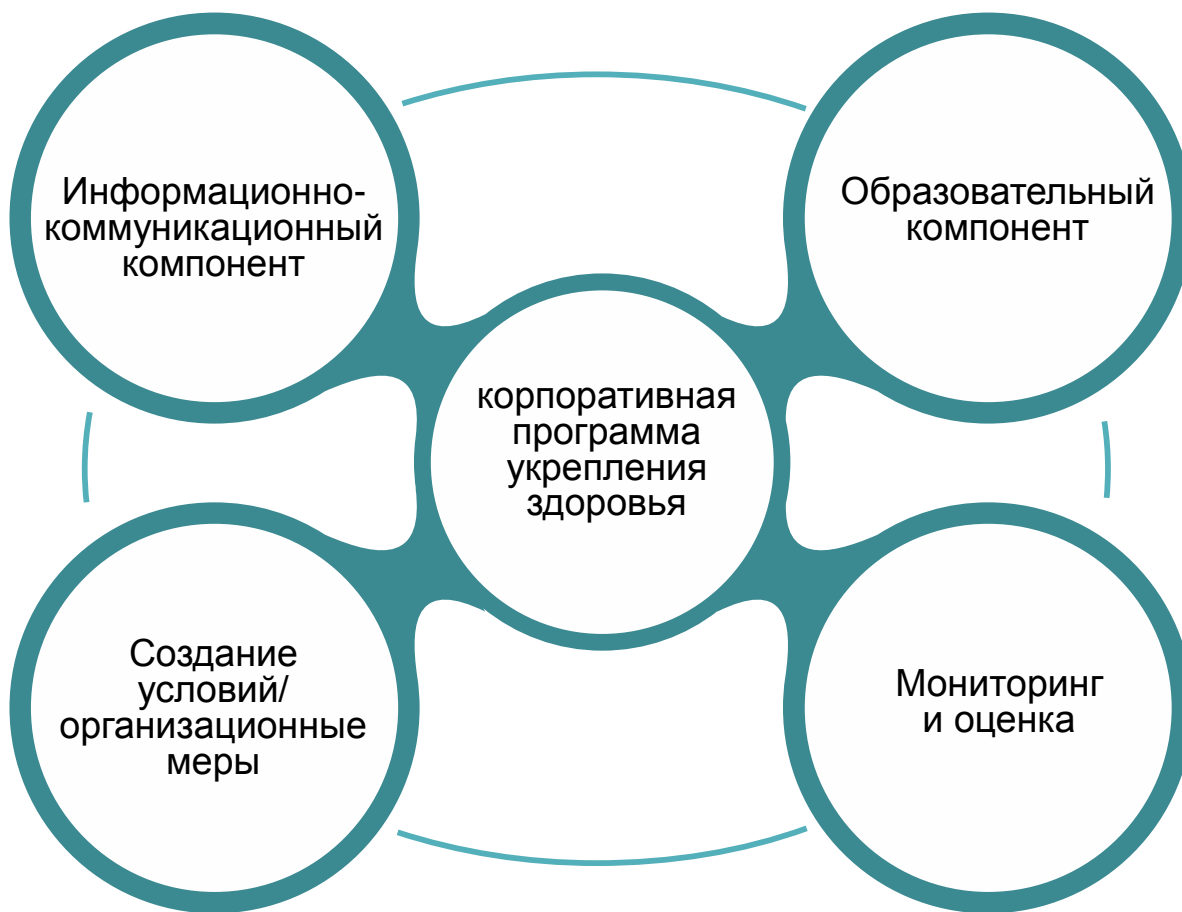 Информационно-
коммуникационный
компонент
Образовательный
компонент
корпоративная
программа
укрепления
здоровья
Создание
условий/
организационные
меры
Мониторинг
и оценка